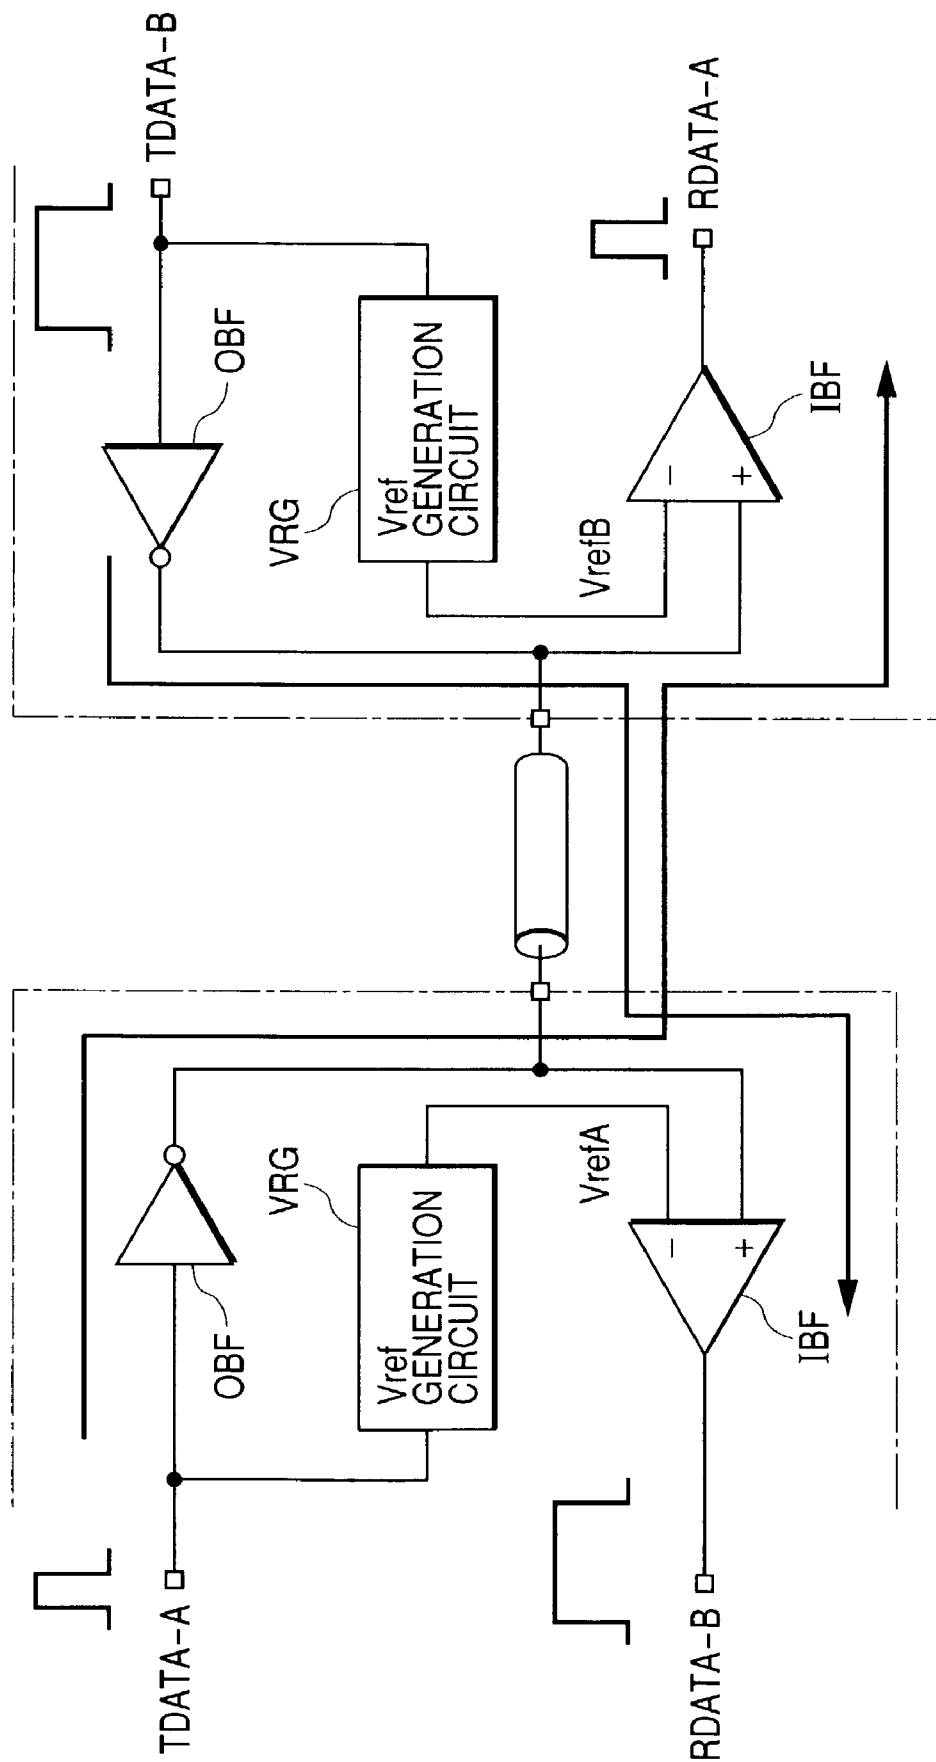 TDATA-A
OBF
VRG
Vref
GENERATION
CIRCUIT
VrefA
−
+
IBF
RDATA-B
TDATA-B
OBF
VRG
Vref
GENERATION
CIRCUIT
VrefB
−
+
IBF
RDATA-A